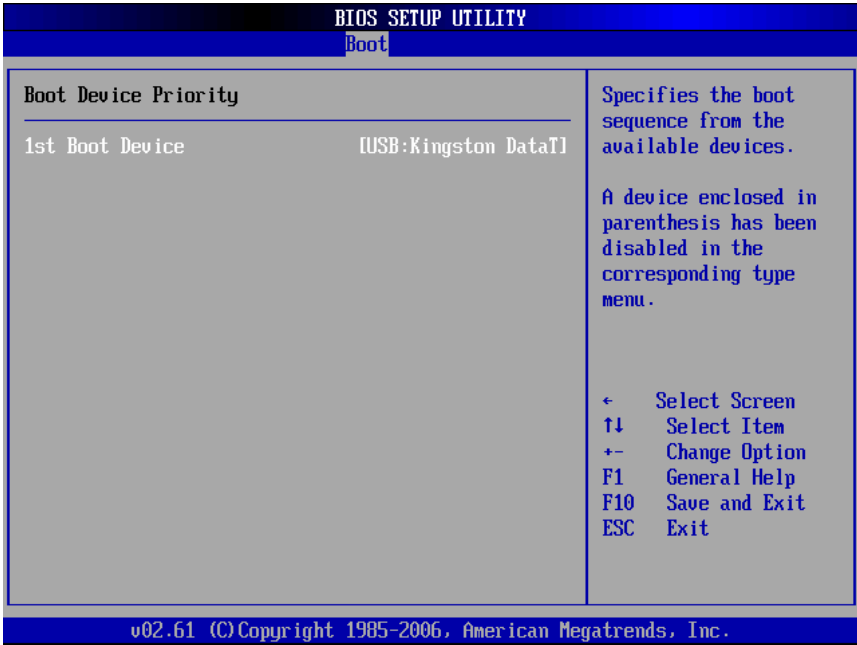 BIOS SETUP UTILITY
Boot
Boot Device Priority
1st Boot Device [USB:Kingston DataT]
Specifies the boot
sequence from the
available devices.
A device enclosed in
parenthesis has been
disabled in the
corresponding type
menu.
← Select Screen
↑↓ Select Item
+- Change Option
F1 General Help
F10 Save and Exit
ESC Exit
v02.61 (C)Copyright 1985-2006, American Megatrends, Inc.